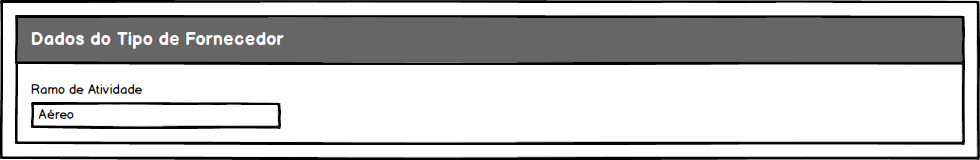 Dados do Tipo de Fornecedor
Ramo de Atividade
Aéreo